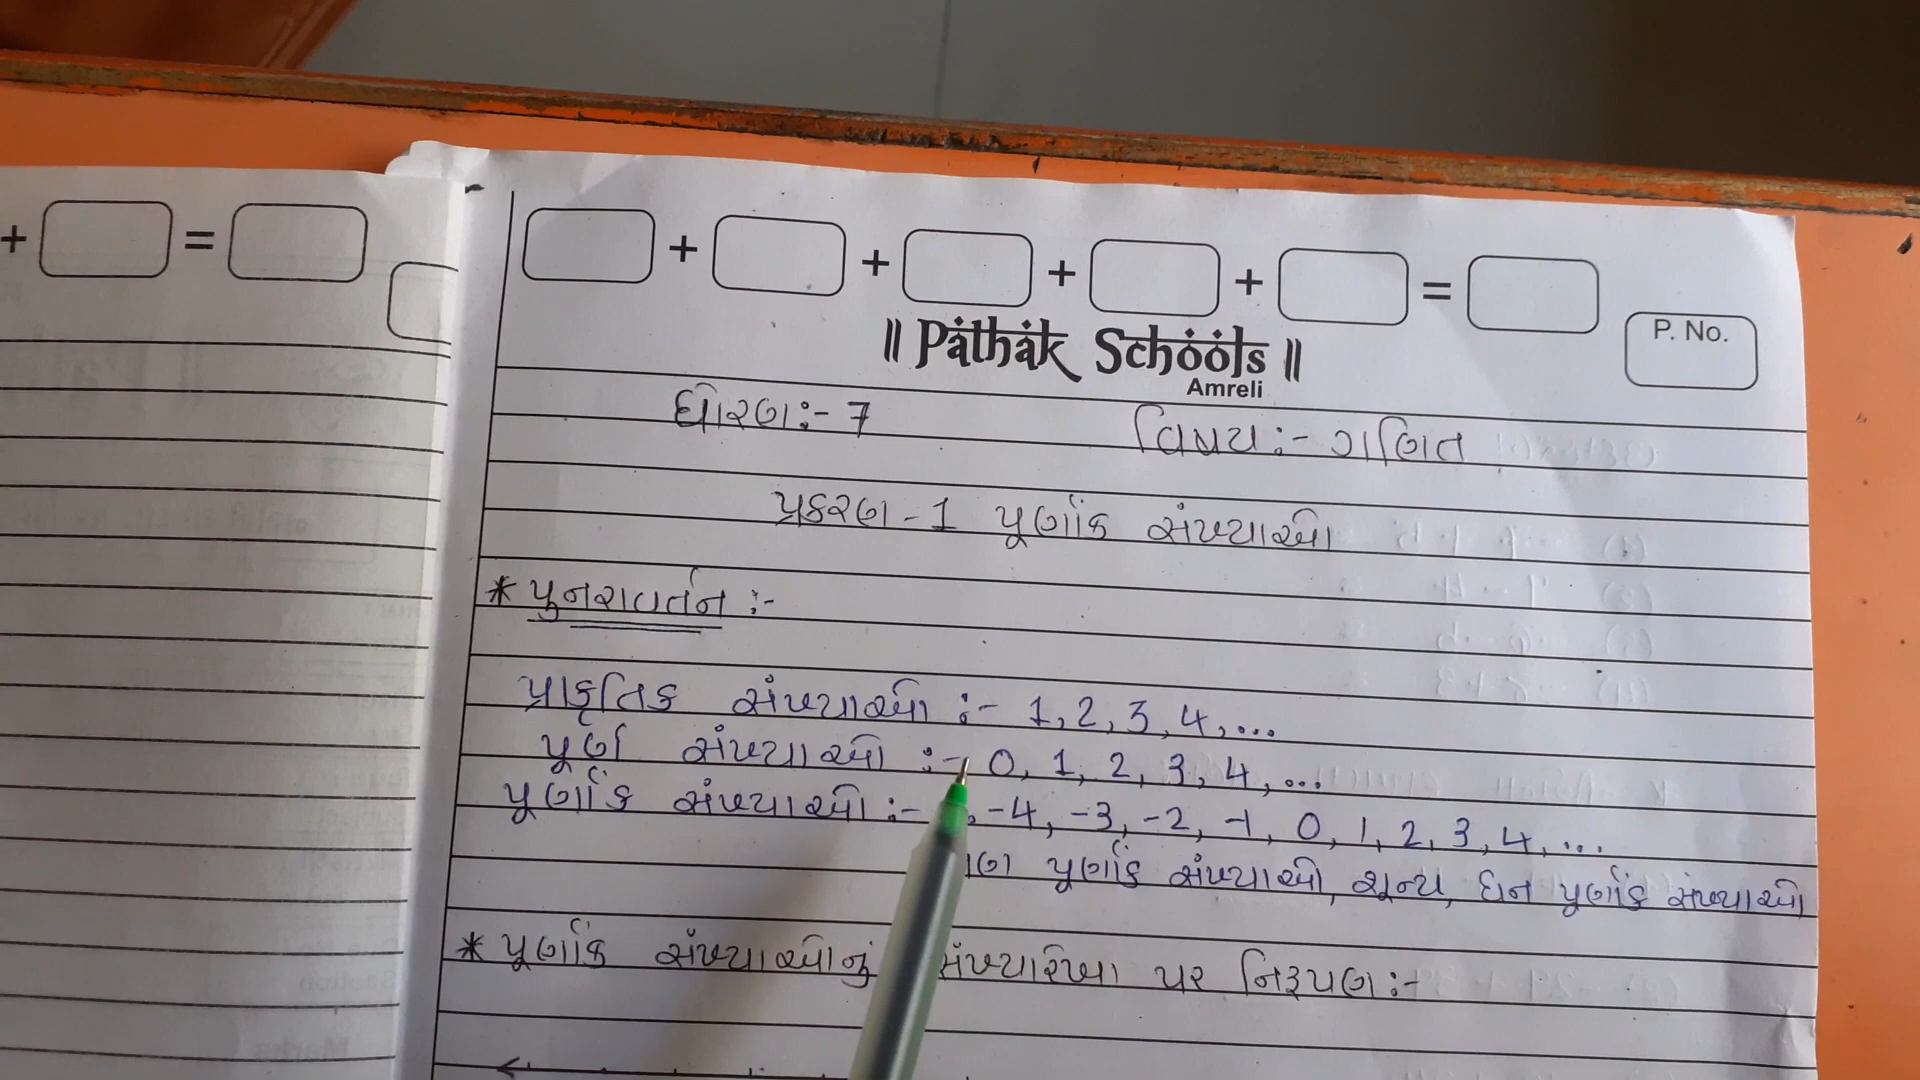 + =
+ + + + =
P. No.
|| Pathak Schools ||
Amreli
ધોરણ:- 7 વિષય:- ગણિત
પ્રકરણ - 1 પૂર્ણાંક સંખ્યાઓ
* પુનરાવર્તન :-
પ્રાકૃતિક સંખ્યાઓ :- 1, 2, 3, 4, ...
પૂર્ણ સંખ્યાઓ :- 0, 1, 2, 3, 4, ...
પૂર્ણાંક સંખ્યાઓ :- -4, -3, -2, -1, 0, 1, 2, 3, 4, ...
પૂર્ણાંક સંખ્યાઓ, શૂન્ય, ધન પૂર્ણાંક સંખ્યાઓ
* પૂર્ણાંક સંખ્યાઓનું સંખ્યારેખા પર નિરૂપણ :-